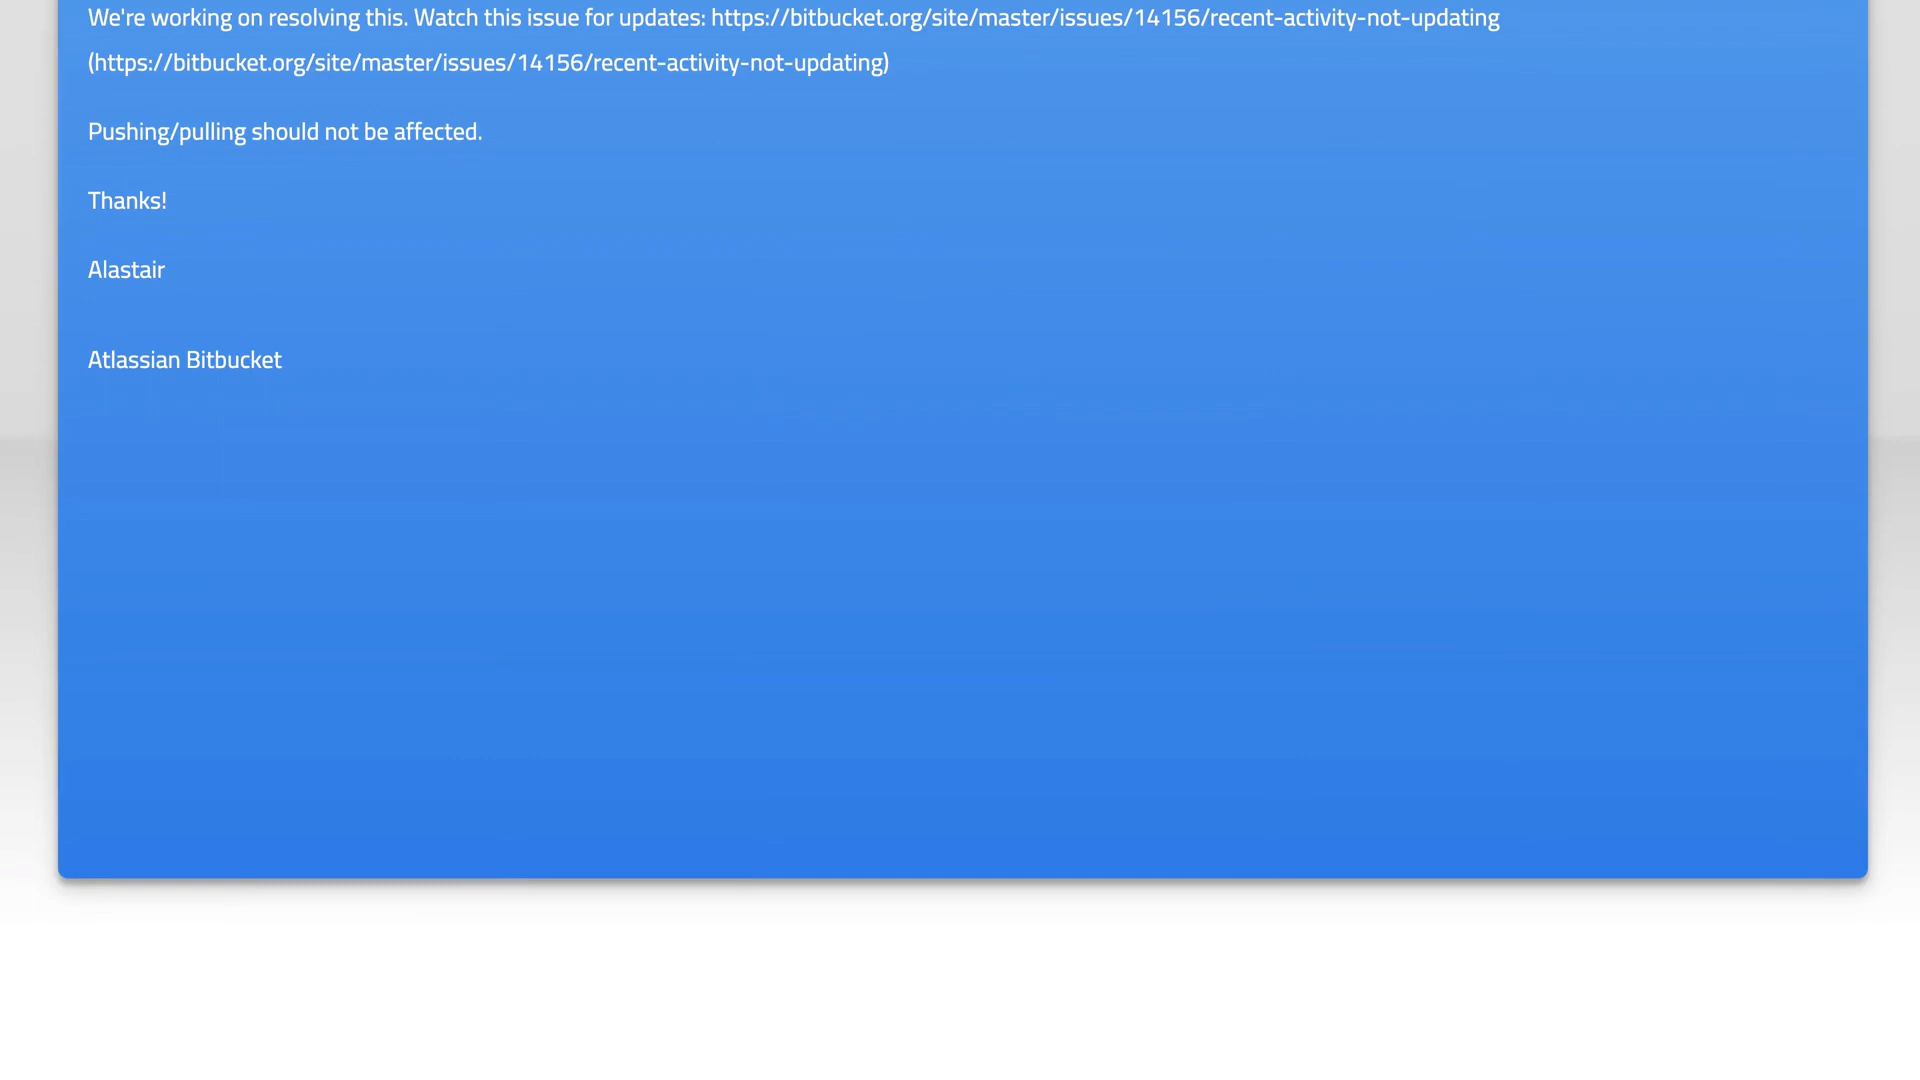 We're working on resolving this. Watch this issue for updates: https://bitbucket.org/site/master/issues/14156/recent-activity-not-updating
(https://bitbucket.org/site/master/issues/14156/recent-activity-not-updating)
Pushing/pulling should not be affected.
Thanks!
Alastair
Atlassian Bitbucket